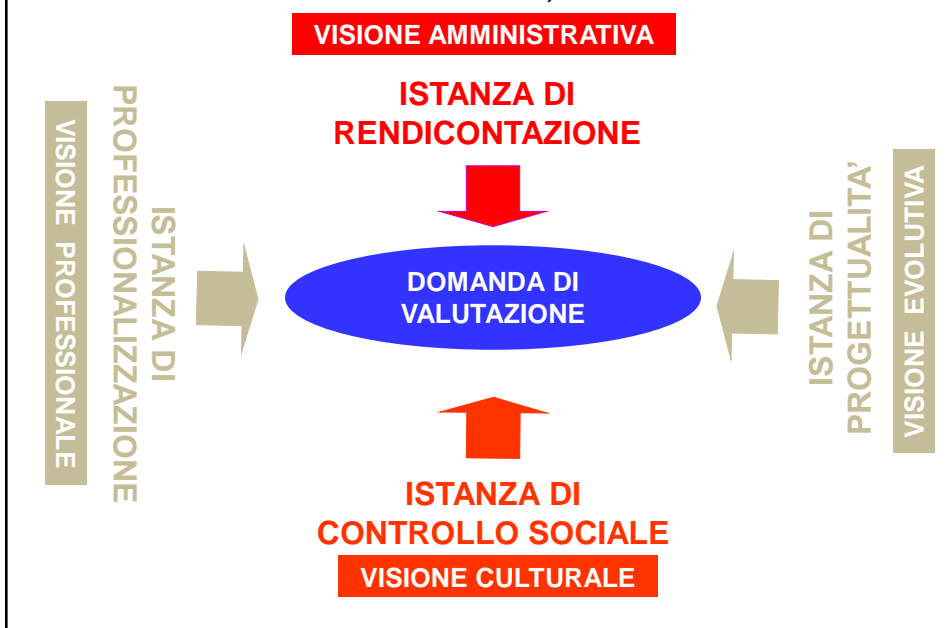 VISIONE AMMINISTRATIVA
ISTANZA DI
RENDICONTAZIONE
VISIONE PROFESSIONALE
ISTANZA DI
PROFESSIONALIZZAZIONE
DOMANDA DI
VALUTAZIONE
ISTANZA DI
PROGETTUALITA’
VISIONE EVOLUTIVA
ISTANZA DI
CONTROLLO SOCIALE
VISIONE CULTURALE